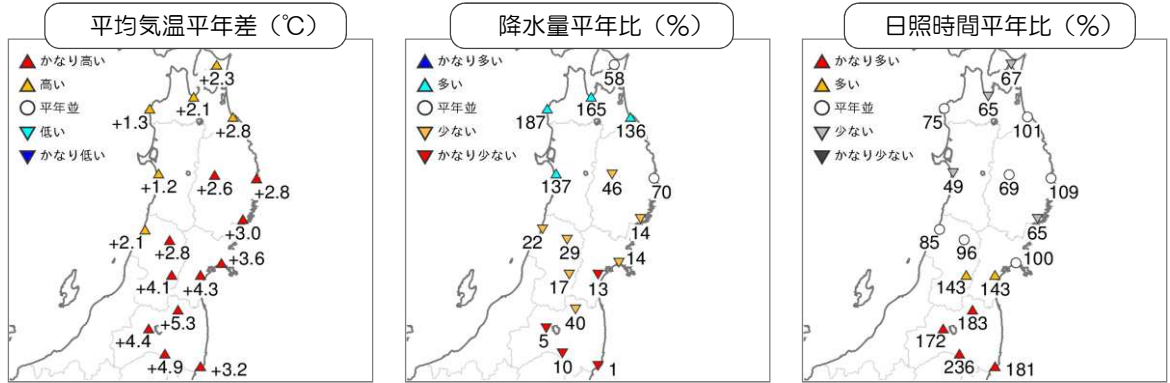 平均気温平年差（℃）
かなり高い
高い
平年並
低い
かなり低い
+2.3
+2.1
+1.3
+2.8
+1.2
+2.6
+2.8
+3.0
+2.1
+2.8
+3.6
+4.1
+4.3
+5.3
+4.4
+4.9
+3.2
降水量平年比（%）
かなり多い
多い
平年並
少ない
かなり少ない
58
165
187
136
137
46
70
14
22
29
14
17
13
40
5
10
1
日照時間平年比（%）
かなり多い
多い
平年並
少ない
かなり少ない
67
65
75
101
49
69
109
65
85
96
100
143
143
183
172
236
181